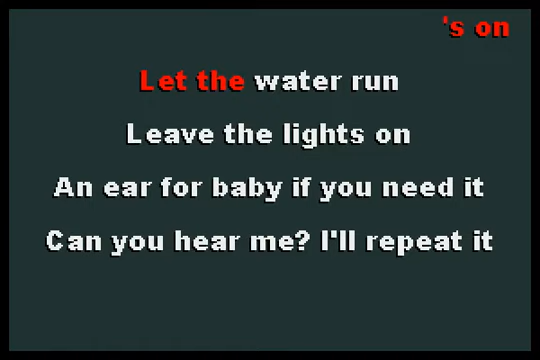 's on
Let the water run
Leave the lights on
An ear for baby if you need it
Can you hear me? I'll repeat it